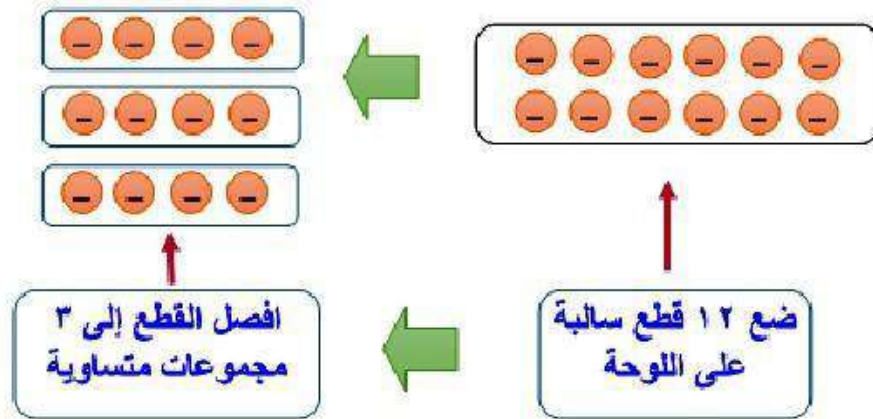 ضع ١٢ قطع سالبة
على اللوحة
افصل القطع إلى ٣
مجموعات متساوية